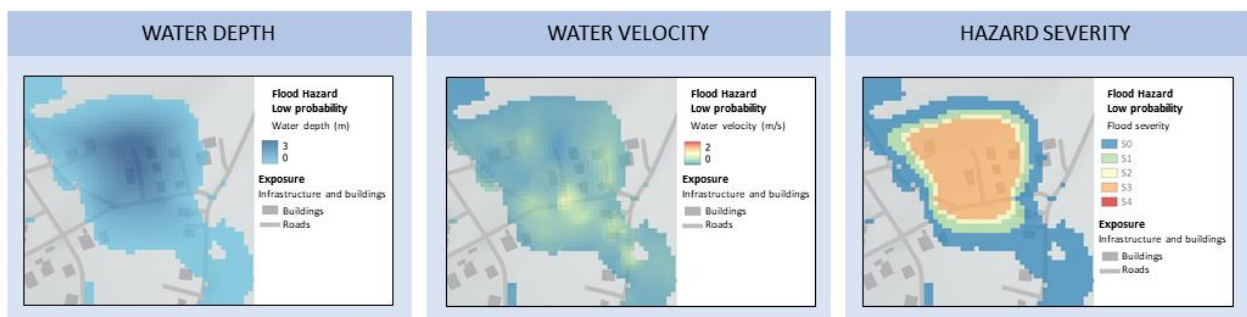 WATER DEPTH
Flood Hazard
Low probability
Water depth (m)
3
0
Exposure
Infrastructure and buildings
Buildings
Roads
WATER VELOCITY
Flood Hazard
Low probability
Water velocity (m/s)
2
0
Exposure
Infrastructure and buildings
Buildings
Roads
HAZARD SEVERITY
Flood Hazard
Low probability
Flood severity
S0
S1
S2
S3
S4
Exposure
Infrastructure and buildings
Buildings
Roads